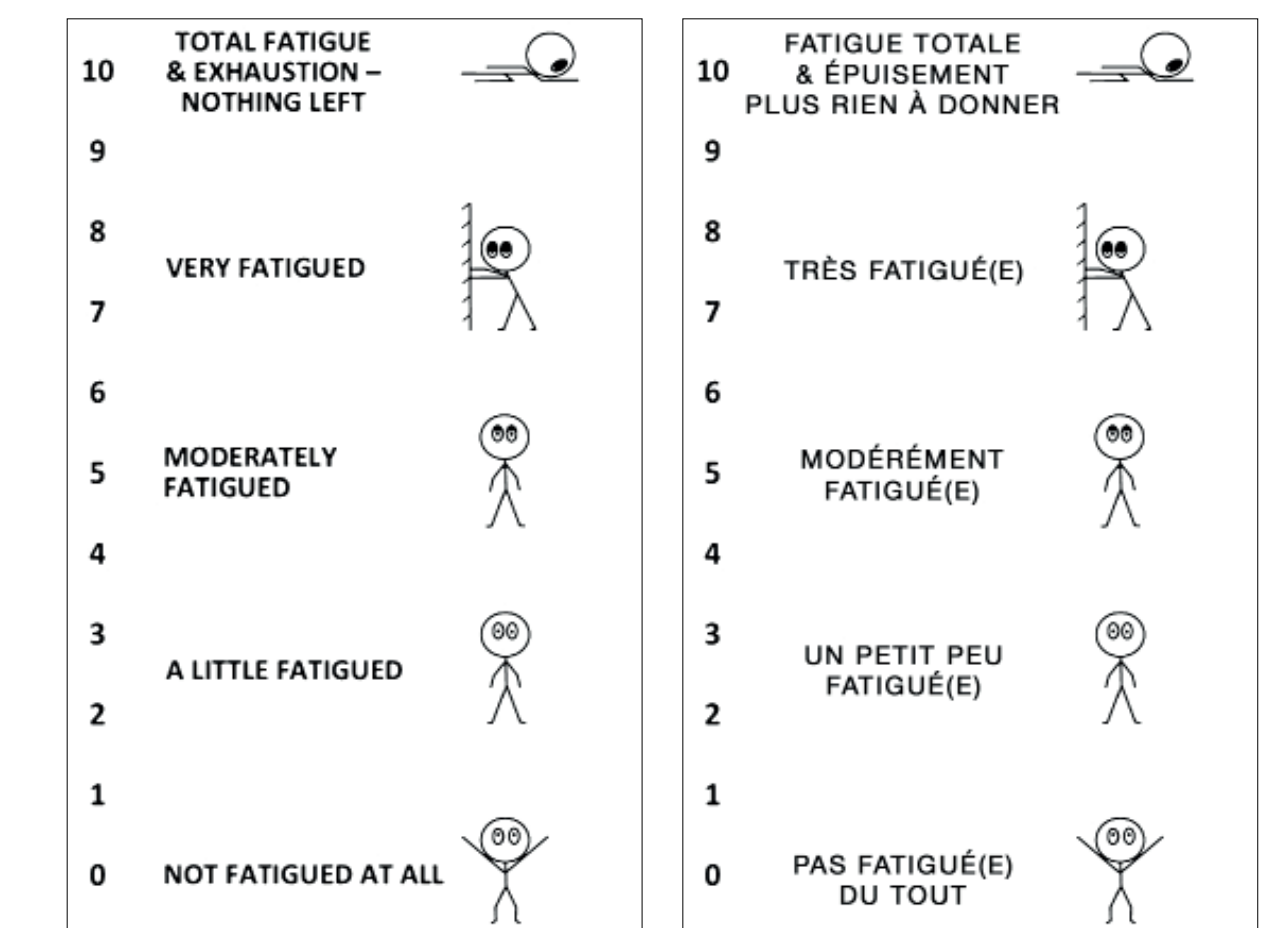 TOTAL FATIGUE
10 & EXHAUSTION –
NOTHING LEFT
9
8
VERY FATIGUED
7
6
MODERATELY
5
FATIGUED
4
3
A LITTLE FATIGUED
2
1
0 NOT FATIGUED AT ALL
FATIGUE TOTALE
10 & ÉPUISEMENT
PLUS RIEN À DONNER
9
8
TRÈS FATIGUÉ(E)
7
6
MODÉRÉMENT
5
FATIGUÉ(E)
4
3
UN PETIT PEU
FATIGUÉ(E)
2
1
PAS FATIGUÉ(E)
0
DU TOUT